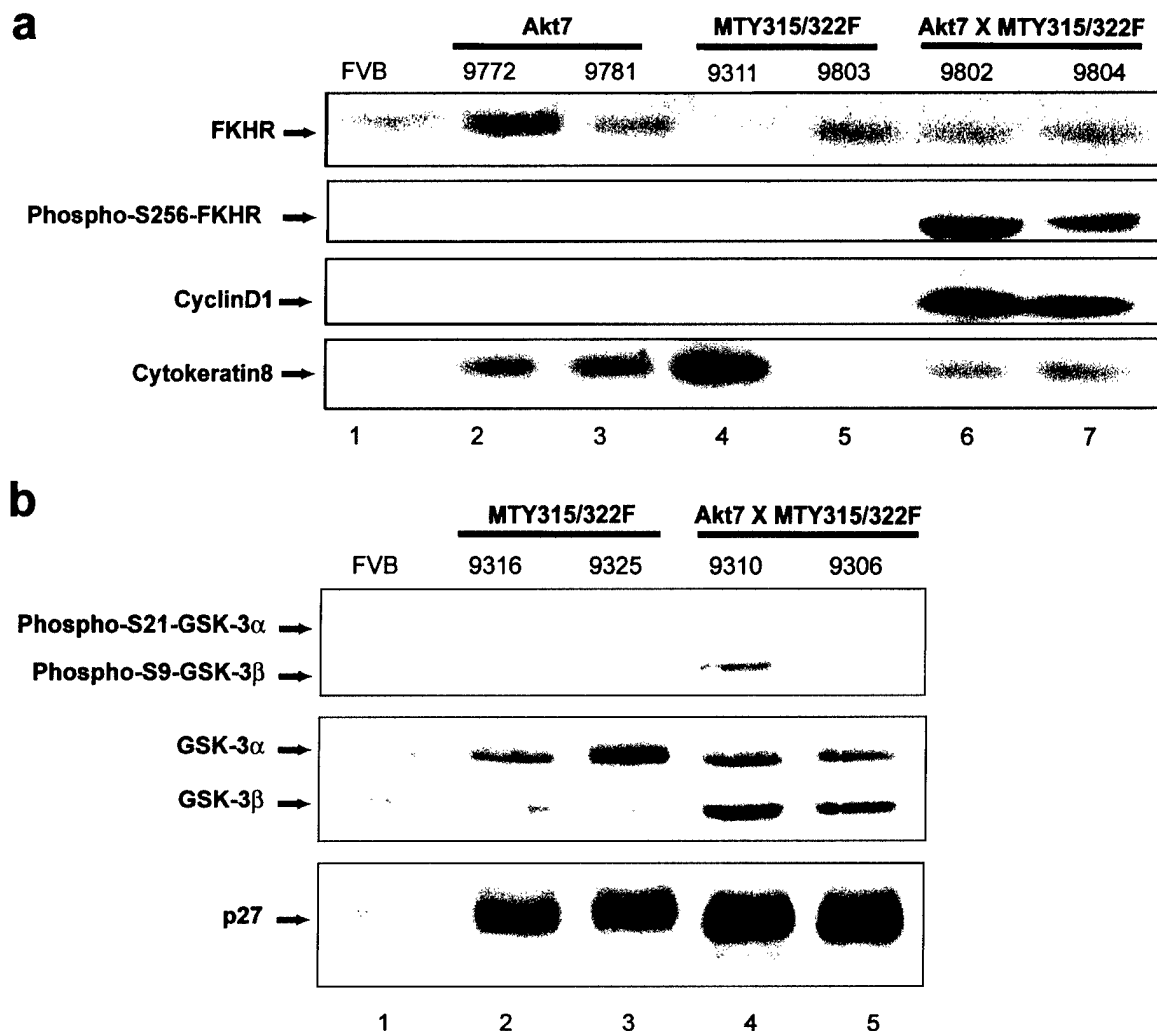 a
Akt7 MTY315/322F Akt7 X MTY315/322F
FVB 9772 9781 9311 9803 9802 9804
FKHR
Phospho-S256-FKHR
CyclinD1
Cytokeratin8
1 2 3 4 5 6 7
b
MTY315/322F Akt7 X MTY315/322F
FVB 9316 9325 9310 9306
Phospho-S21-GSK-3α
Phospho-S9-GSK-3β
GSK-3α
GSK-3β
p27
1 2 3 4 5